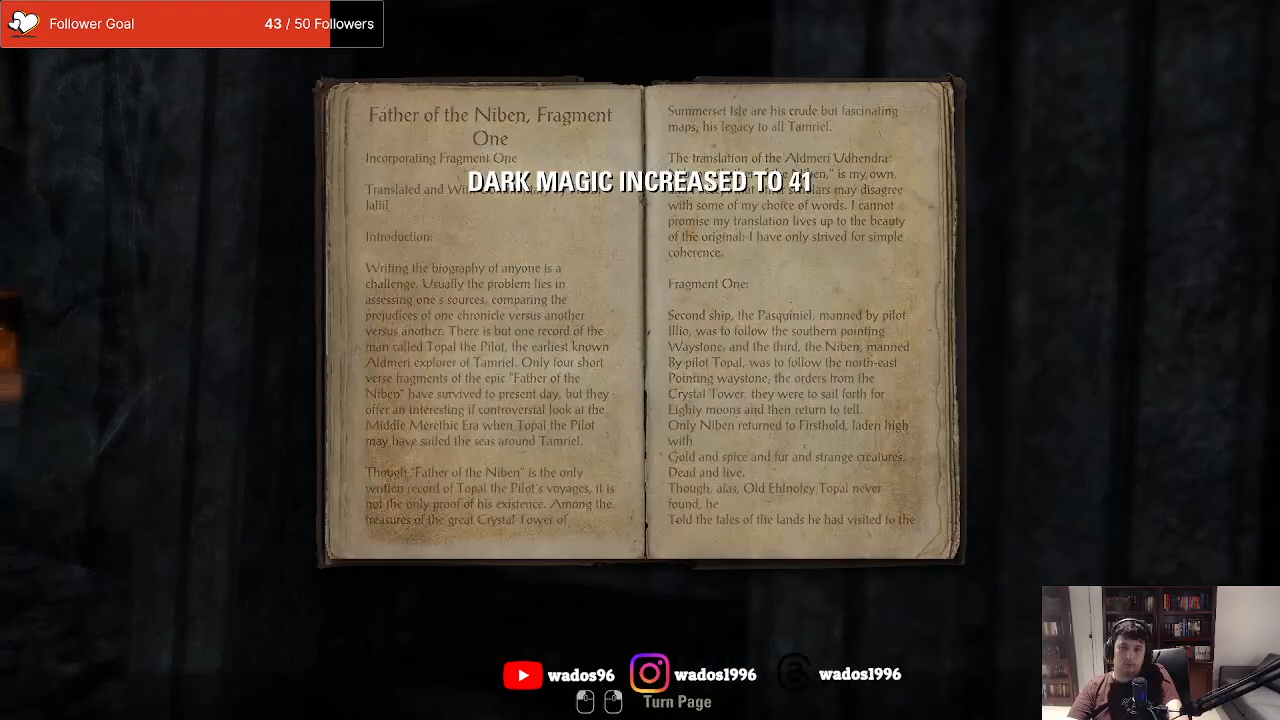 Follower Goal
43 / 50 Followers
Father of the Niben, Fragment
One
Incorporating Fragment One
DARK MAGIC INCREASED TO 41
Translated and
Jaliil
Introduction:
Writing the biography of anyone is a
challenge. Usually the problem lies in
assessing one's sources, comparing the
prejudices of one chronicle versus another
versus another. There is but one record of the
man called Topal the Pilot, the earliest known
Aldmeri explorer of Tamriel. Only four short
verse fragments of the epic "Father of the
Niben" have survived to present day, but they
offer an interesting if controversial look at the
Middle Merethic Era when Topal the Pilot
may have sailed the seas around Tamriel.
Though "Father of the Niben" is the only
written record of Topal the Pilot's voyages, it is
not the only proof of his existence. Among the
treasures of the great Crystal Tower of
Summerset Isle are his crude but fascinating
maps, his legacy to all Tamriel.
The translation of the Aldmeri Udhendra
is my own,
scholars may disagree
with some of my choice of words. I cannot
promise my translation lives up to the beauty
of the original: I have only strived for simple
coherence.
Fragment One:
Second ship, the Pasquiniel, manned by pilot
Illio, was to follow the southern pointing
Waystone, and the third, the Niben, manned
By pilot Topal, was to follow the north-east
Pointing waystone, the orders from the
Crystal Tower, they were to sail forth for
Eighty moons and then return to tell.
Only Niben returned to Firsthold, laden high
with
Gold and spice and fur and strange creatures,
Dead and live.
Though, alas, Old Ehlnofey Topal never
found, he
Told the tales of the lands he had visited to the
wados96
wados1996
wados1996
Turn Page